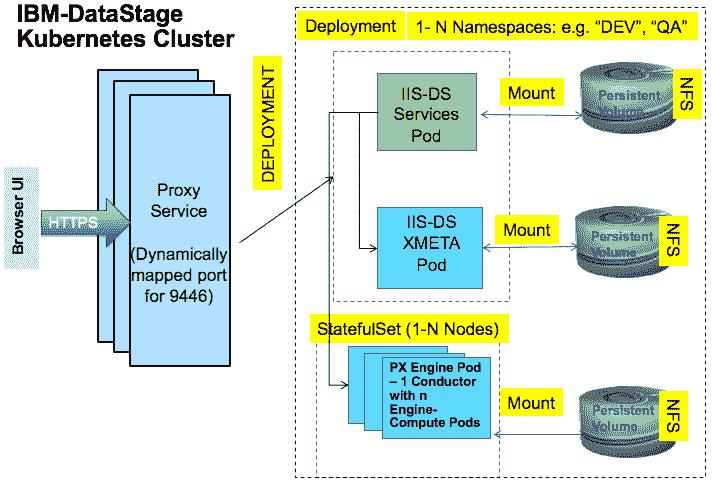 IBM-DataStage
Kubernetes Cluster
Browser UI
HTTPS
Proxy
Service
(Dynamically
mapped port
for 9446)
DEPLOYMENT
Deployment
1- N Namespaces: e.g. “DEV”, “QA”
IIS-DS
Services
Pod
Mount
Persistent
Volume
NFS
IIS-DS
XMETA
Pod
Mount
Persistent
Volume
NFS
StatefulSet (1-N Nodes)
PX Engine Pod
– 1 Conductor
with n
Engine-
Compute Pods
Mount
Persistent
Volume
NFS